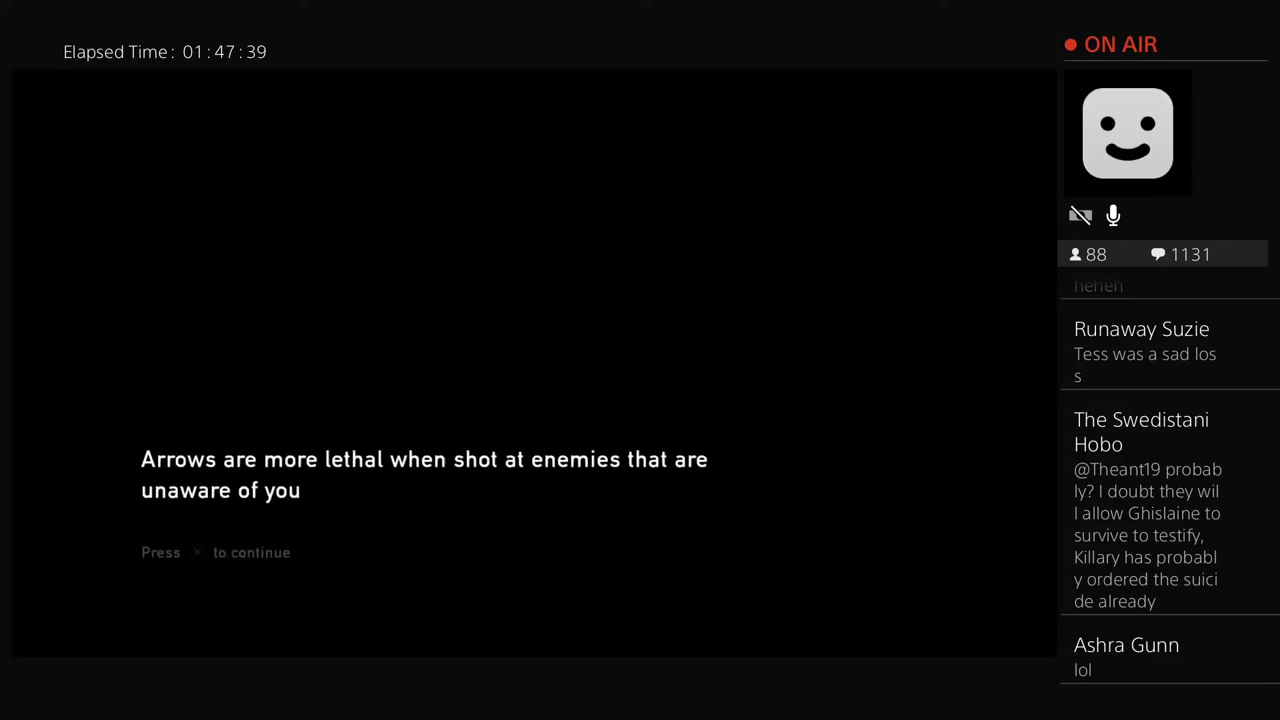 Elapsed Time: 01:47:39
ON AIR
88 1131
heheh
Runaway Suzie
Tess was a sad los
s
The Swedistani
Hobo
@Theant19 probab
ly? I doubt they wil
l allow Ghislaine to
survive to testify,
Killary has probabl
y ordered the suici
de already
Ashra Gunn
lol
Arrows are more lethal when shot at enemies that are
unaware of you
Press × to continue